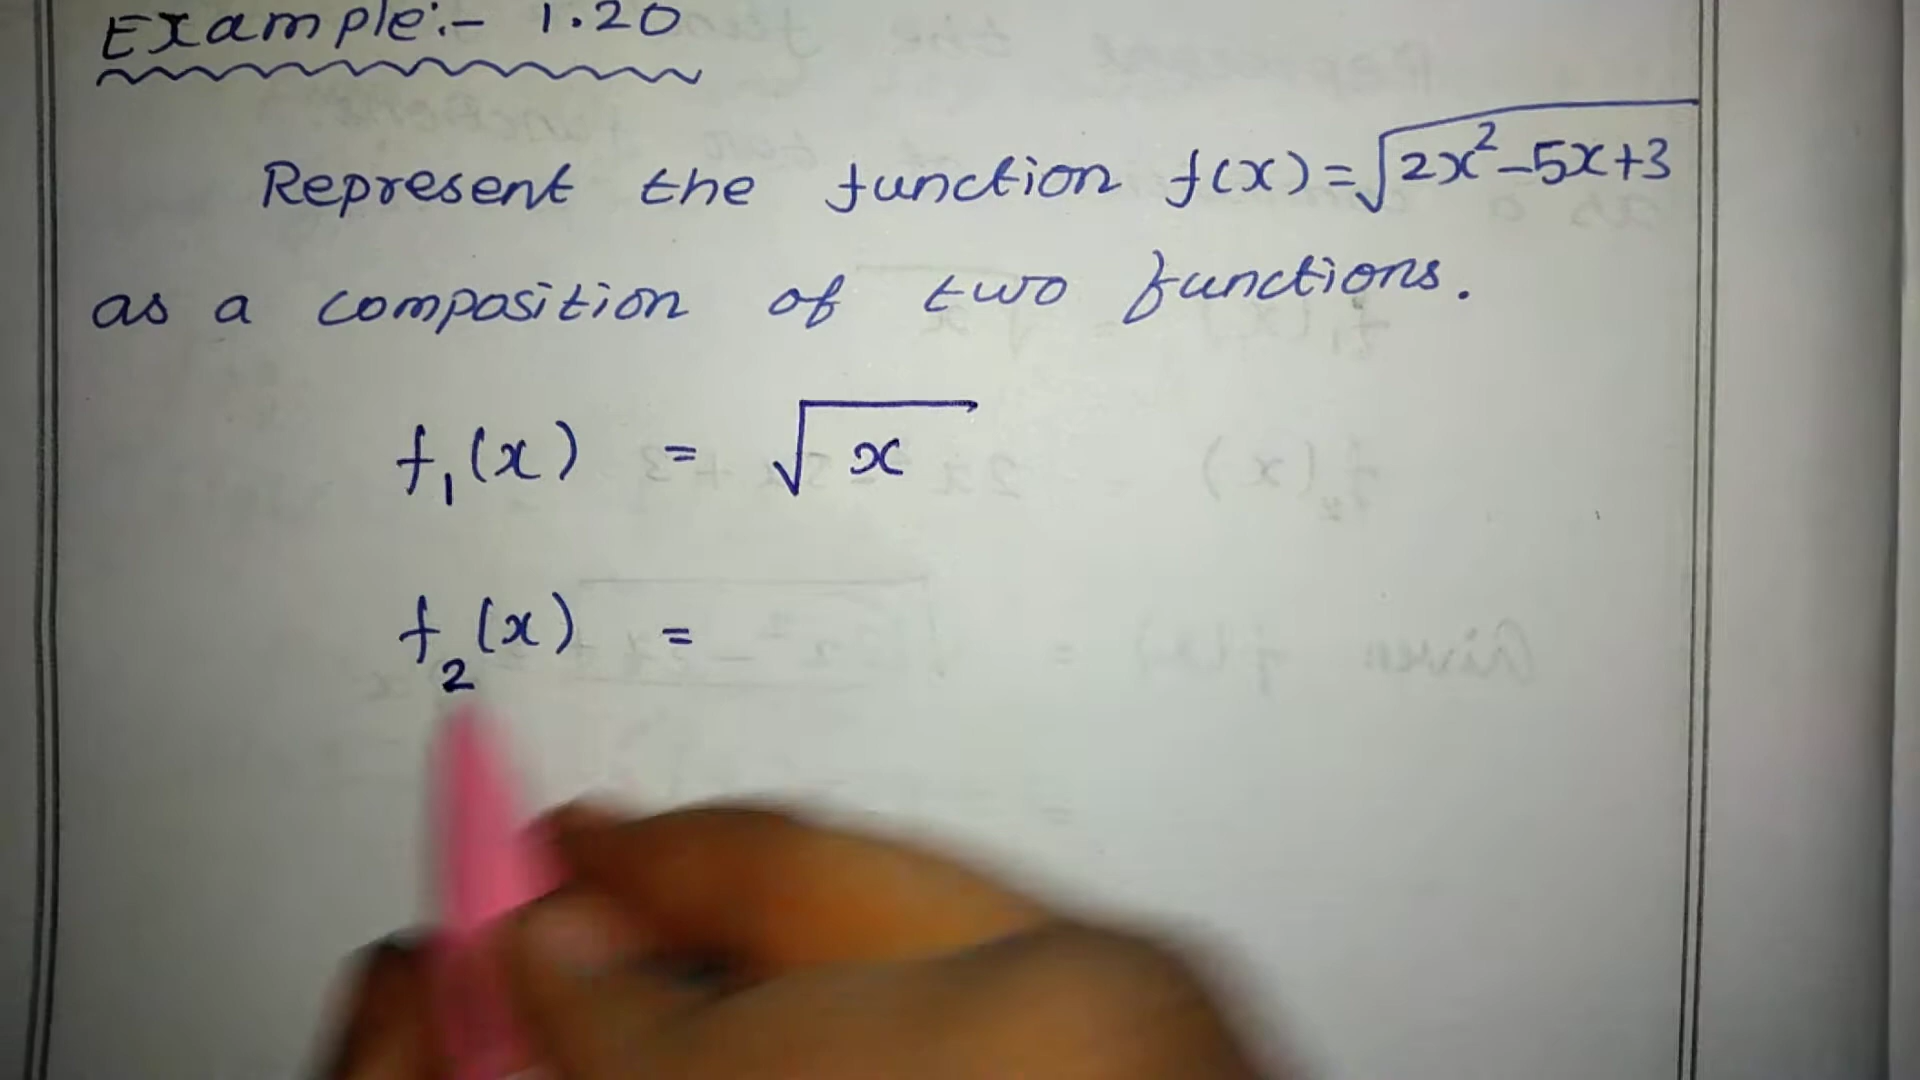 Example:- 1.20
Represent the function f(x)=√2x²-5x+3
as a composition of two functions.
f₁(x) = √x
f₂(x) =